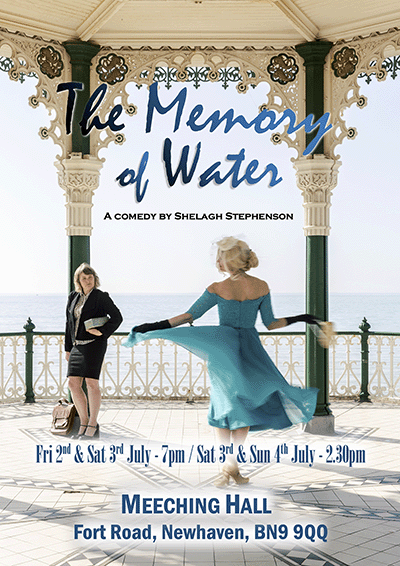 The Memory
of Water
A COMEDY BY SHELAGH STEPHENSON
Fri 2nd & Sat 3rd July - 7pm / Sat 3rd & Sun 4th July - 2.30pm
MEECHING HALL
Fort Road, Newhaven, BN9 9QQ